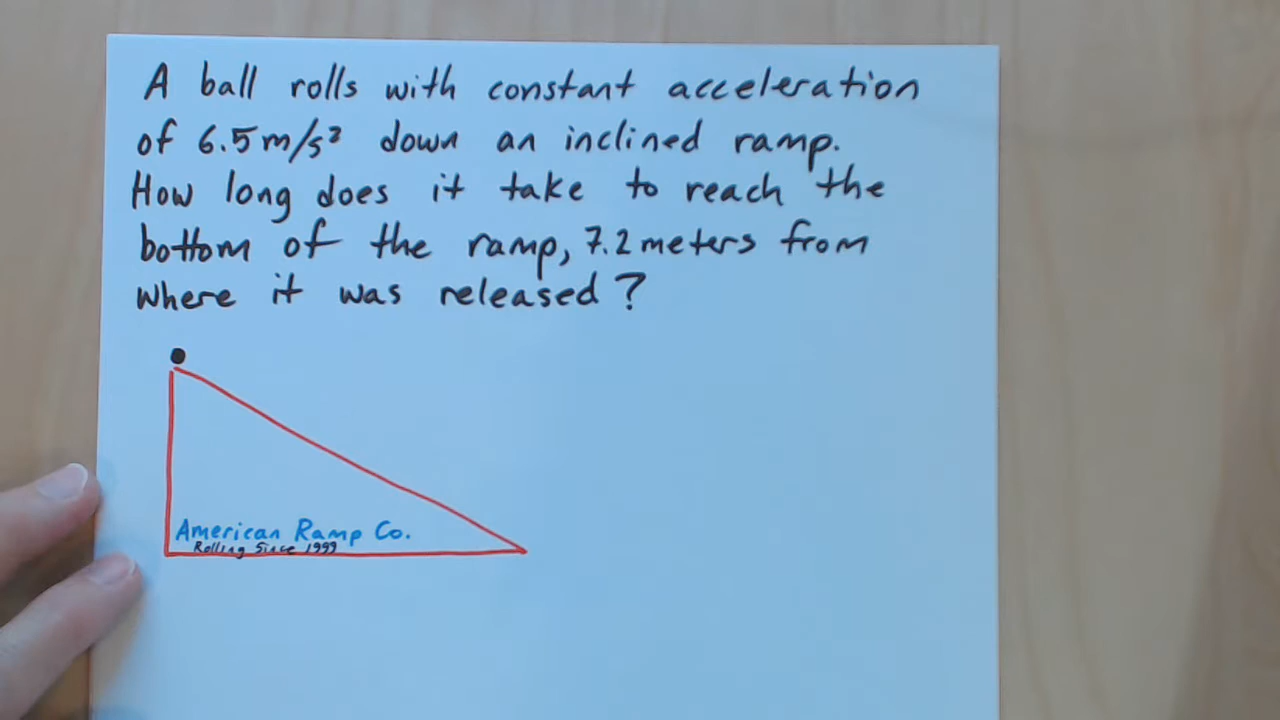 A ball rolls with constant acceleration
of 6.5 m/s² down an inclined ramp.
How long does it take to reach the
bottom of the ramp, 7.2 meters from
where it was released?
American Ramp Co.
Rolling Since 1999